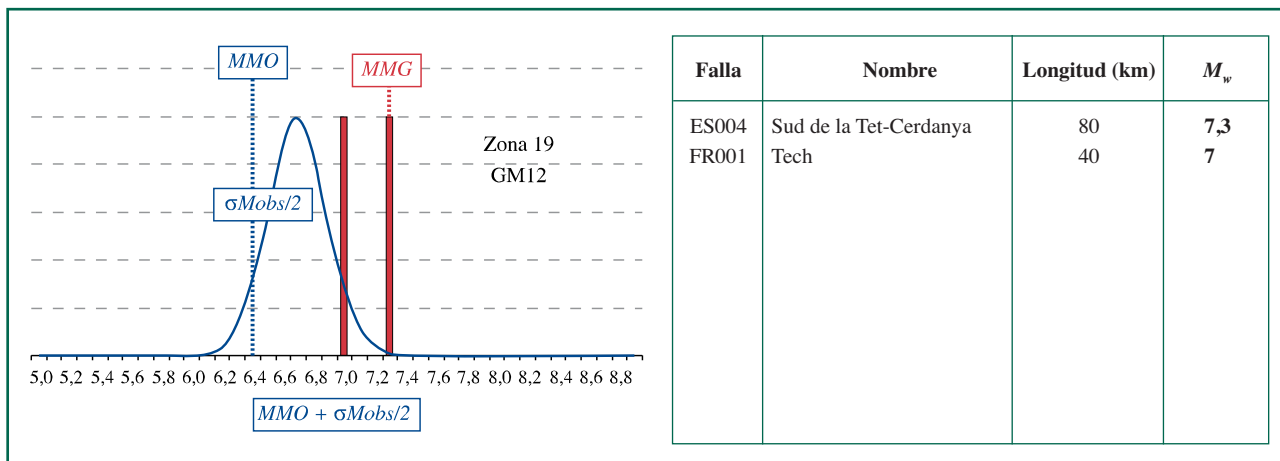 MMO
MMG
Zona 19
GM12
σMobs/2
5,0 5,2 5,4 5,6 5,8 6,0 6,2 6,4 6,6 6,8 7,0 7,2 7,4 7,6 7,8 8,0 8,2 8,4 8,6 8,8
MMO + σMobs/2
Falla Nombre Longitud (km) Mw
ES004 Sud de la Tet-Cerdanya 80 7,3
FR001 Tech 40 7